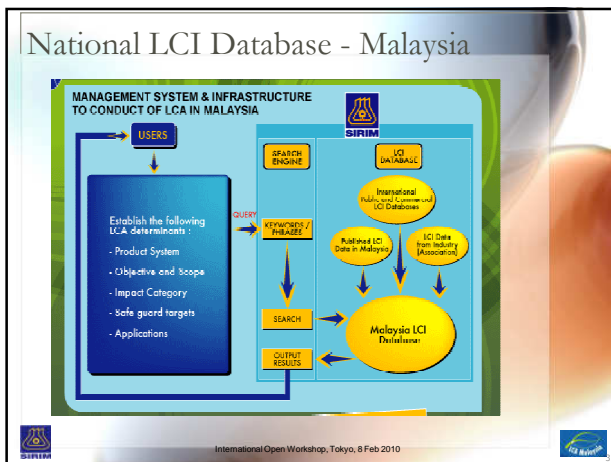 National LCI Database - Malaysia
MANAGEMENT SYSTEM & INFRASTRUCTURE
TO CONDUCT OF LCA IN MALAYSIA
SIRIM
USERS
SEARCH
ENGINE
LCI
DATABASE
Establish the following
LCA determinants :
- Product System
- Objective and Scope
- Impact Category
- Safe guard targets
- Applications
QUERY
KEYWORDS /
PHRASES
SEARCH
OUTPUT
RESULTS
International
Public and Commercial
LCI Databases
Published LCI
Data in Malaysia
LCI Data
from Industry
(Association)
Malaysia LCI
Database
SIRIM
International Open Workshop, Tokyo, 8 Feb 2010
LCA Malaysia